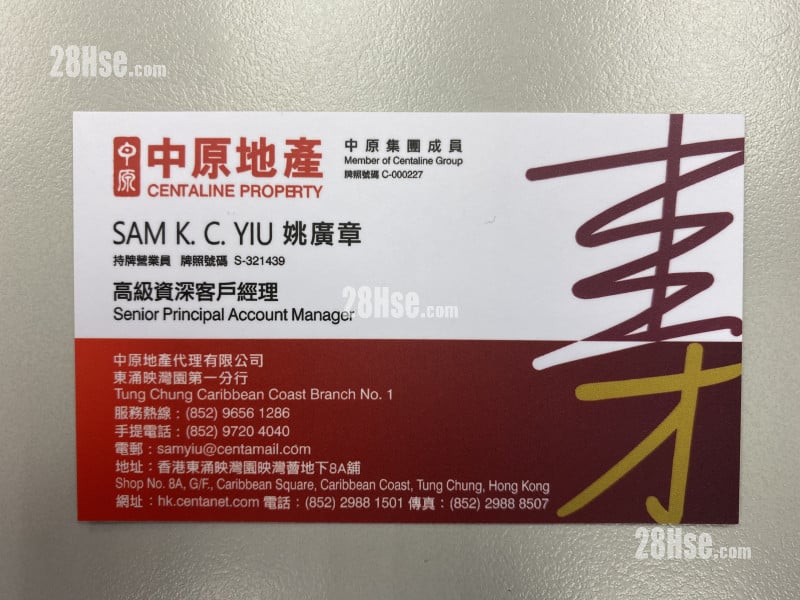 28Hse.com
中原
中原地產
CENTALINE PROPERTY
中原集團成員
Member of Centaline Group
牌照號碼 C-000227
SAM K. C. YIU 姚廣章
持牌營業員 牌照號碼 S-321439
高級資深客戶經理
Senior Principal Account Manager
28Hse.com
中原地產代理有限公司
東涌映灣園第一分行
Tung Chung Caribbean Coast Branch No. 1
服務熱線：(852) 9656 1286
手提電話：(852) 9720 4040
電郵：samyiu@centamail.com
地址：香港東涌映灣園映灣薈地下8A舖
Shop No. 8A, G/F., Caribbean Square, Caribbean Coast, Tung Chung, Hong Kong
網址：hk.centanet.com 電話：(852) 2988 1501 傳真：(852) 2988 8507
28Hse.com